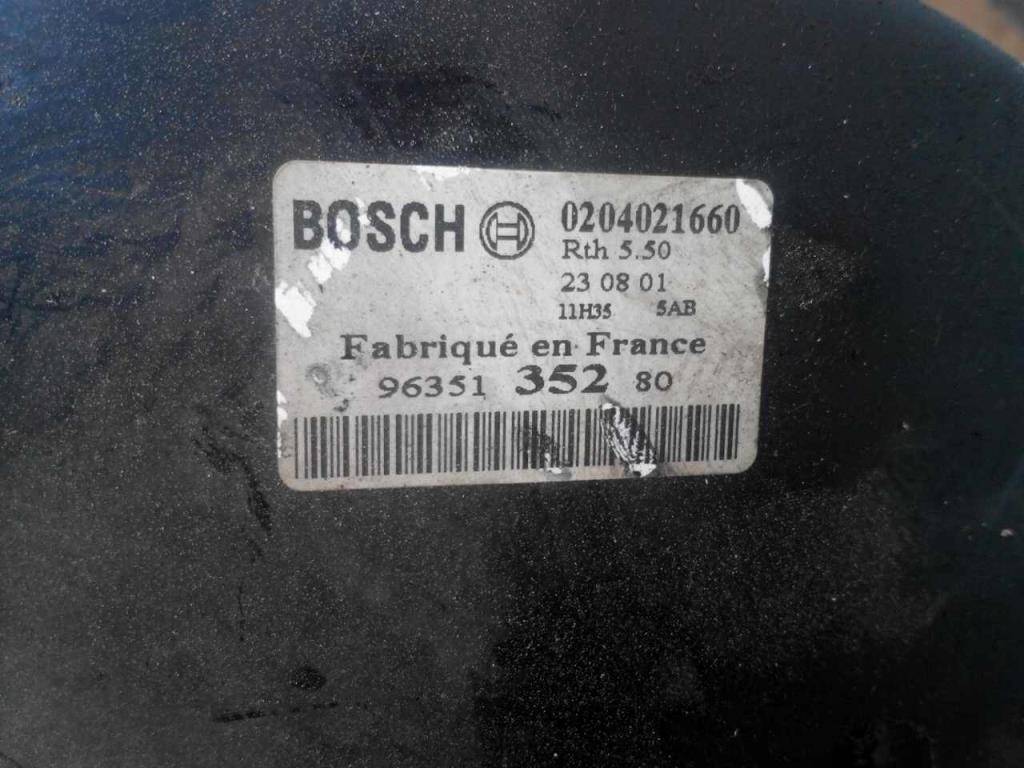 BOSCH 0204021660
Rth 5.50
23 08 01
11H35 5AB
Fabriqué en France
96351 352 80